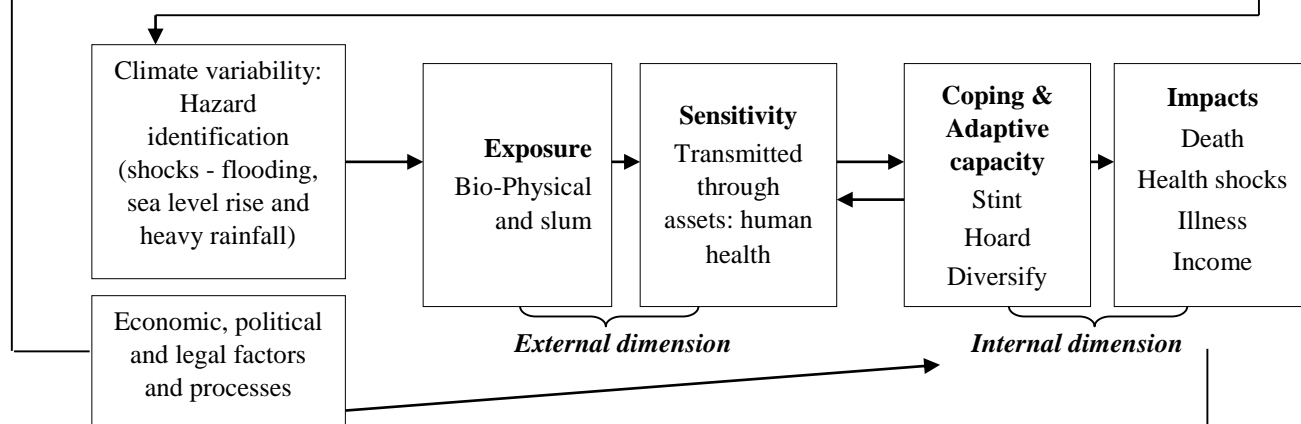 Climate variability:
Hazard
identification
(shocks - flooding,
sea level rise and
heavy rainfall)
Economic, political
and legal factors
and processes
Exposure
Bio-Physical
and slum
Sensitivity
Transmitted
through
assets: human
health
External dimension
Coping &
Adaptive
capacity
Stint
Hoard
Diversify
Impacts
Death
Health shocks
Illness
Income
Internal dimension